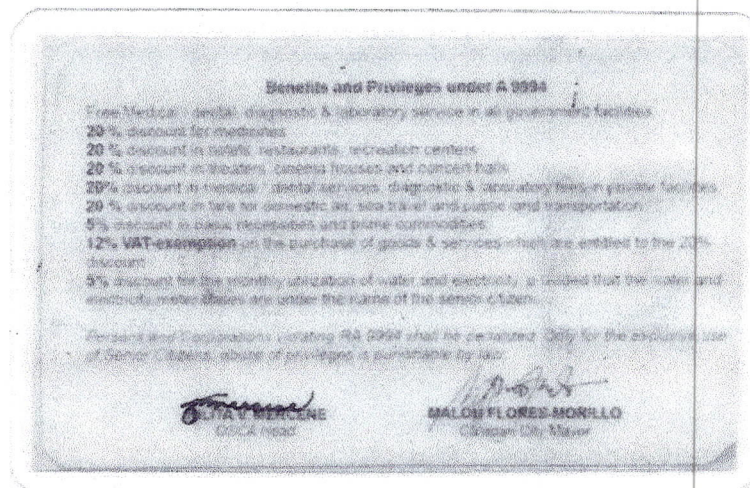 Benefits and Privileges under A 9994
Free Medical / dental, diagnostic & laboratory service in all government facilities
20 % discount for medicines
20 % discount in hotels, restaurants, recreation centers
20 % discount in theaters, cinema houses and concert halls
20% discount in medical / dental services, diagnostic & laboratory fees in private facilities
20 % discount in fare for domestic air, sea travel and public land transportation
5% discount in basic necessities and prime commodities
12% VAT-exemption on the purchase of goods & services which are entitled to the 20%
discount
5% discount for the monthly utilization of water and electricity, provided that the water and
electricity meter are under the name of the senior citizen
Persons and Corporations violating RA 9994 shall be penalized. Only for the exclusive use
of Senior Citizens, abuse of privileges is punishable by law.
MALOU FLORES-MORILLO
OSCA Head
Calapan City Mayor